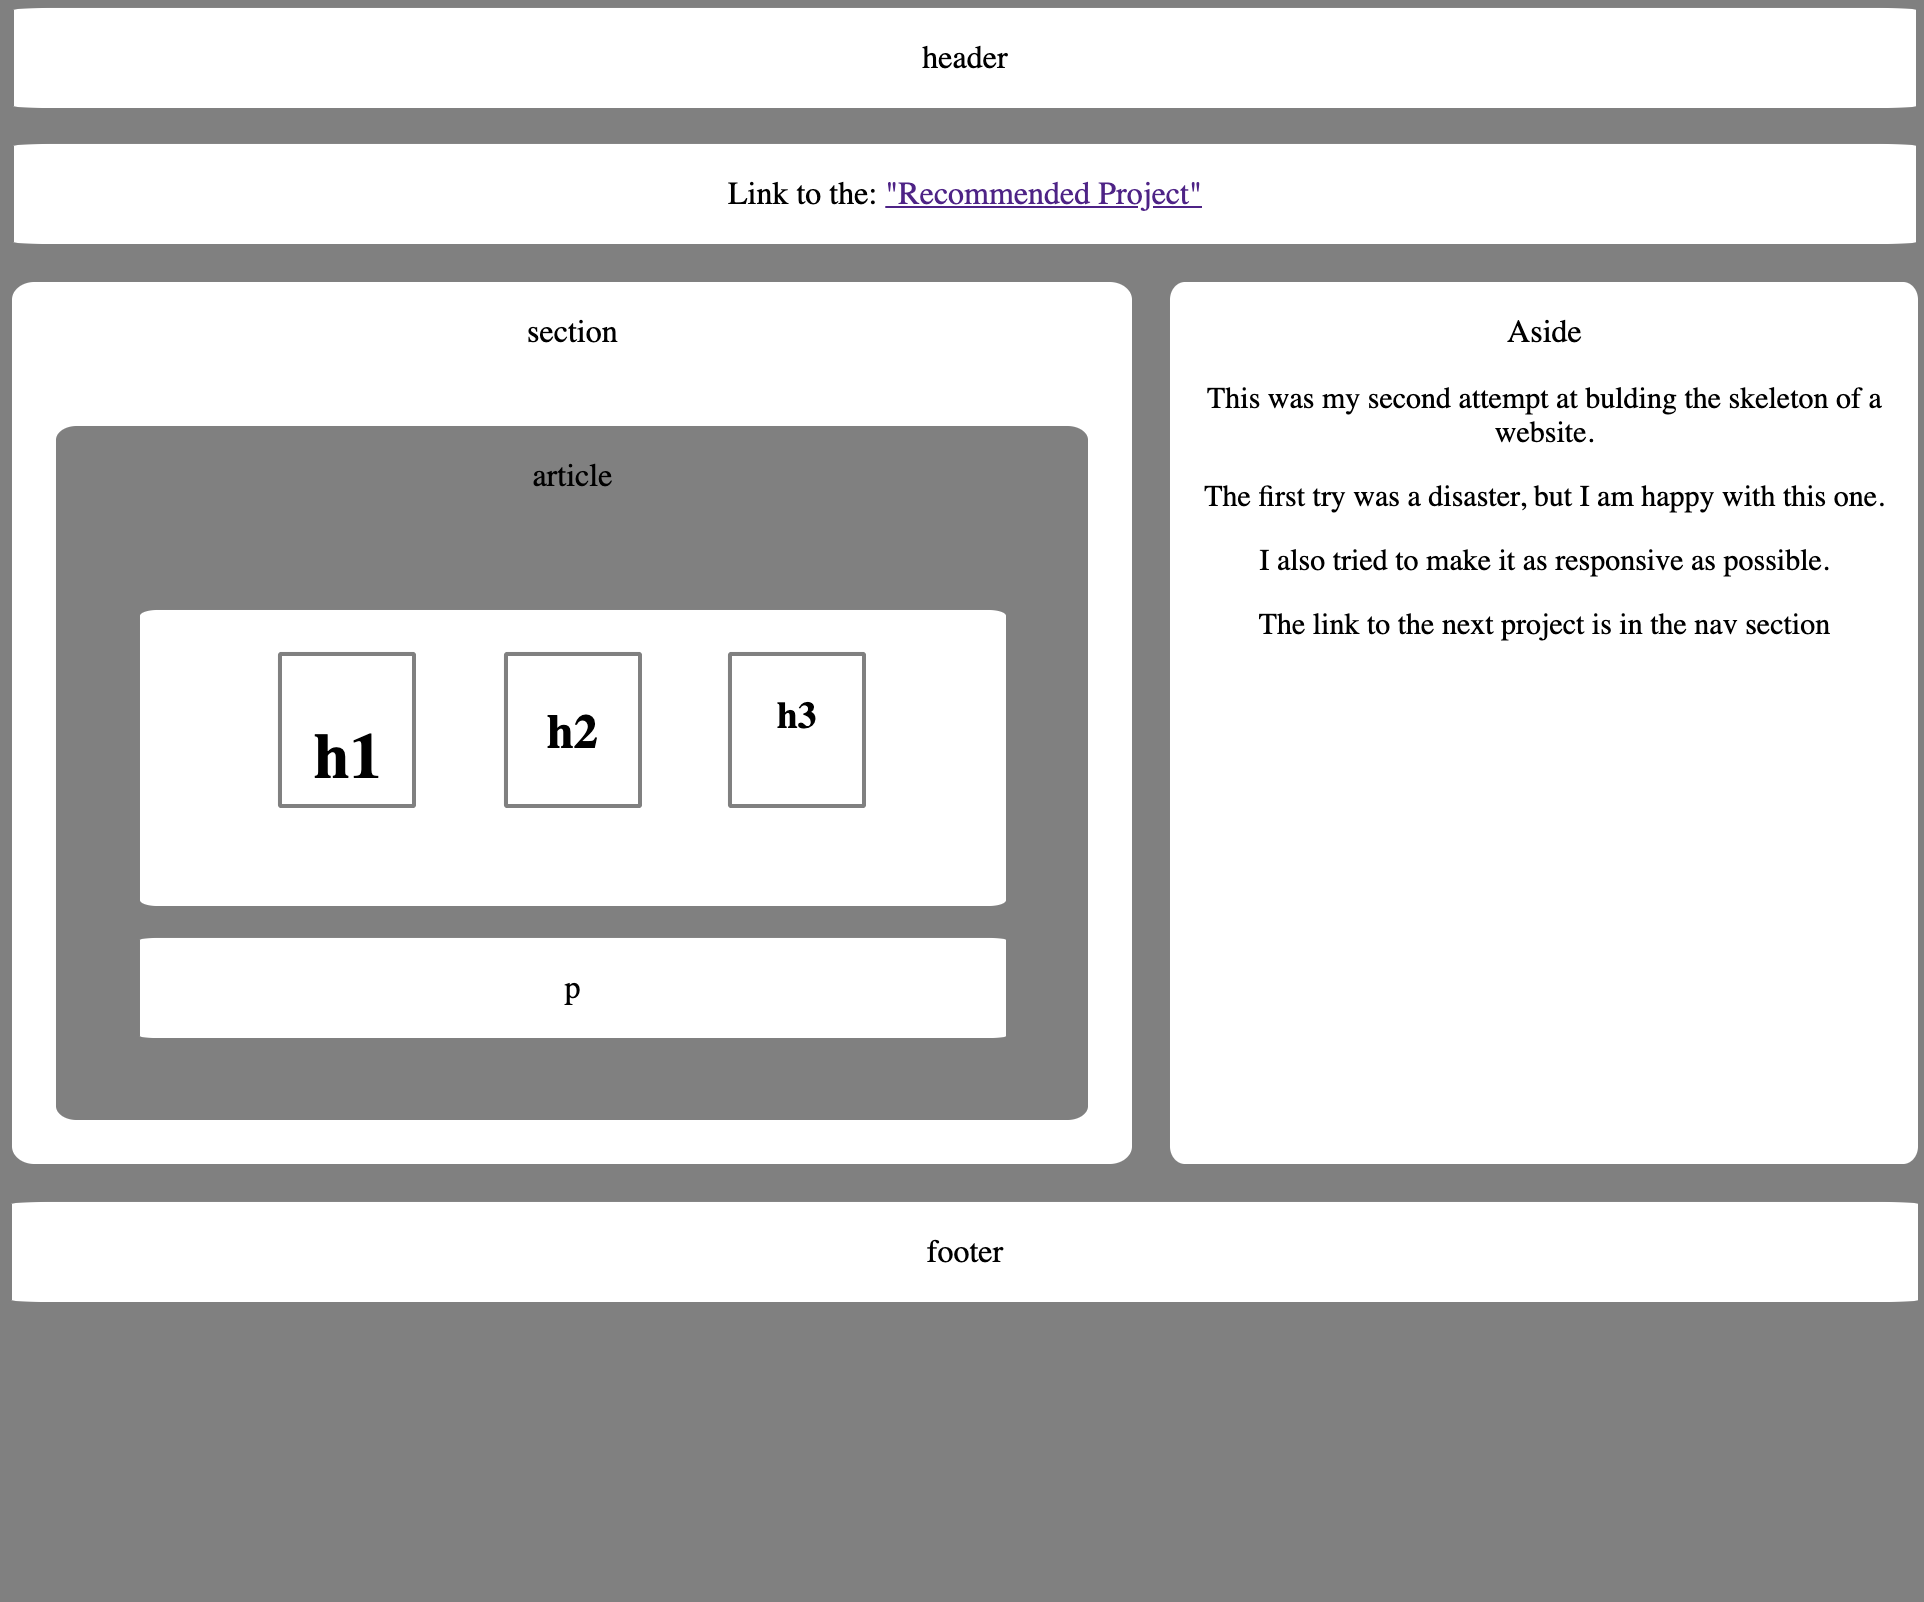 header
Link to the: "Recommended Project"
section
article
h1
h2
h3
p
Aside
This was my second attempt at bulding the skeleton of a
website.
The first try was a disaster, but I am happy with this one.
I also tried to make it as responsive as possible.
The link to the next project is in the nav section
footer